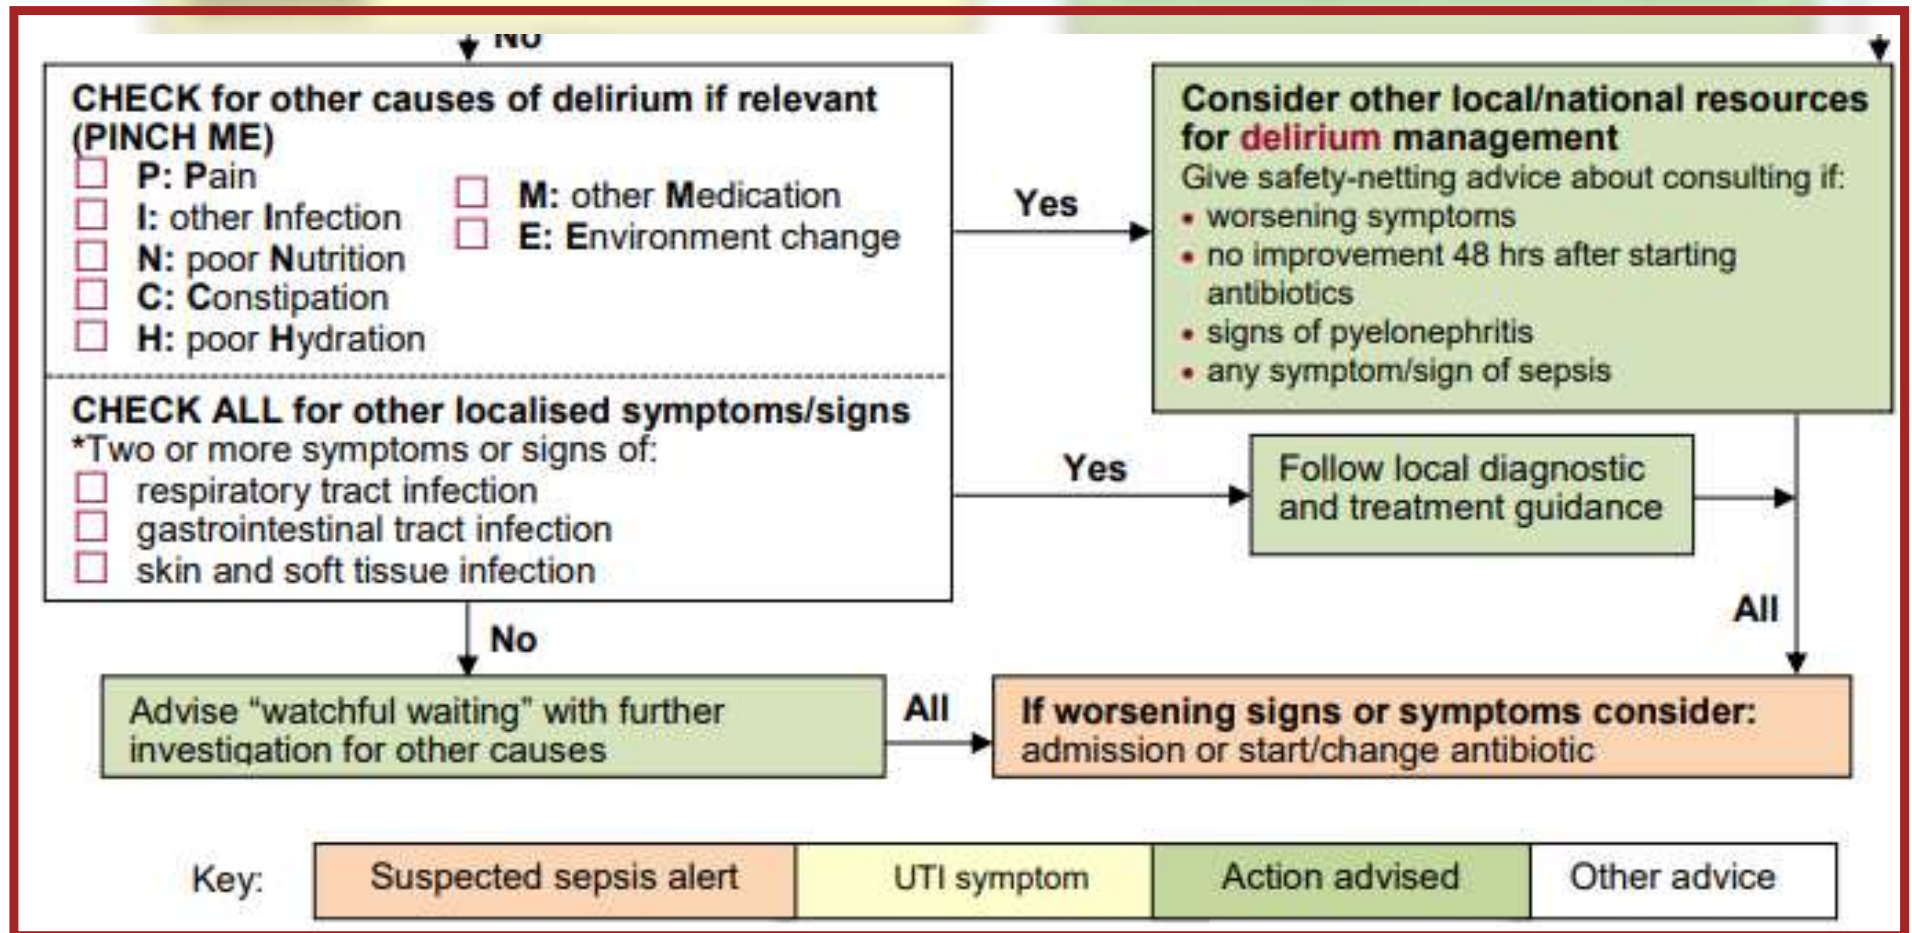 No
CHECK for other causes of delirium if relevant
(PINCH ME)
P: Pain
I: other Infection
N: poor Nutrition
C: Constipation
H: poor Hydration
M: other Medication
E: Environment change
Yes
Consider other local/national resources
for delirium management
Give safety-netting advice about consulting if:
• worsening symptoms
• no improvement 48 hrs after starting
antibiotics
• signs of pyelonephritis
• any symptom/sign of sepsis
CHECK ALL for other localised symptoms/signs
*Two or more symptoms or signs of:
respiratory tract infection
gastrointestinal tract infection
skin and soft tissue infection
Yes
Follow local diagnostic
and treatment guidance
All
No
Advise “watchful waiting” with further
investigation for other causes
All
If worsening signs or symptoms consider:
admission or start/change antibiotic
Key:
Suspected sepsis alert
UTI symptom
Action advised
Other advice